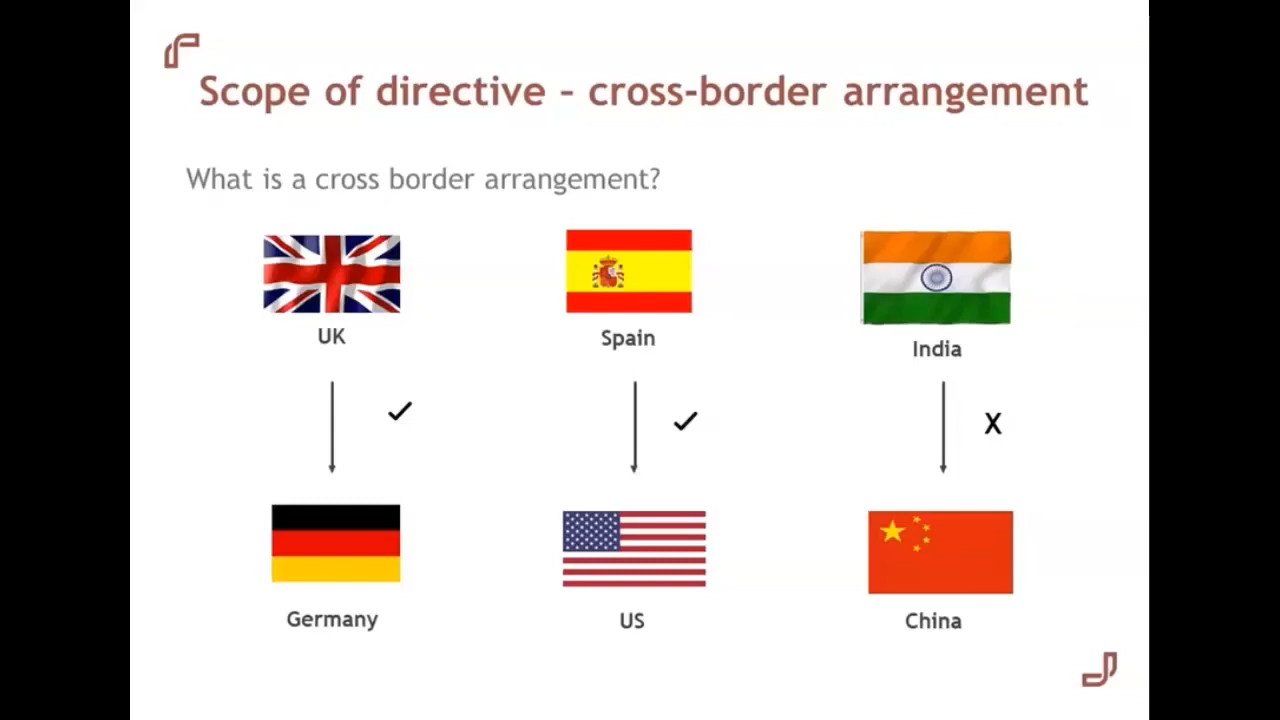 Scope of directive – cross-border arrangement
What is a cross border arrangement?
UK
Spain
India
✓
✓
X
Germany
US
China